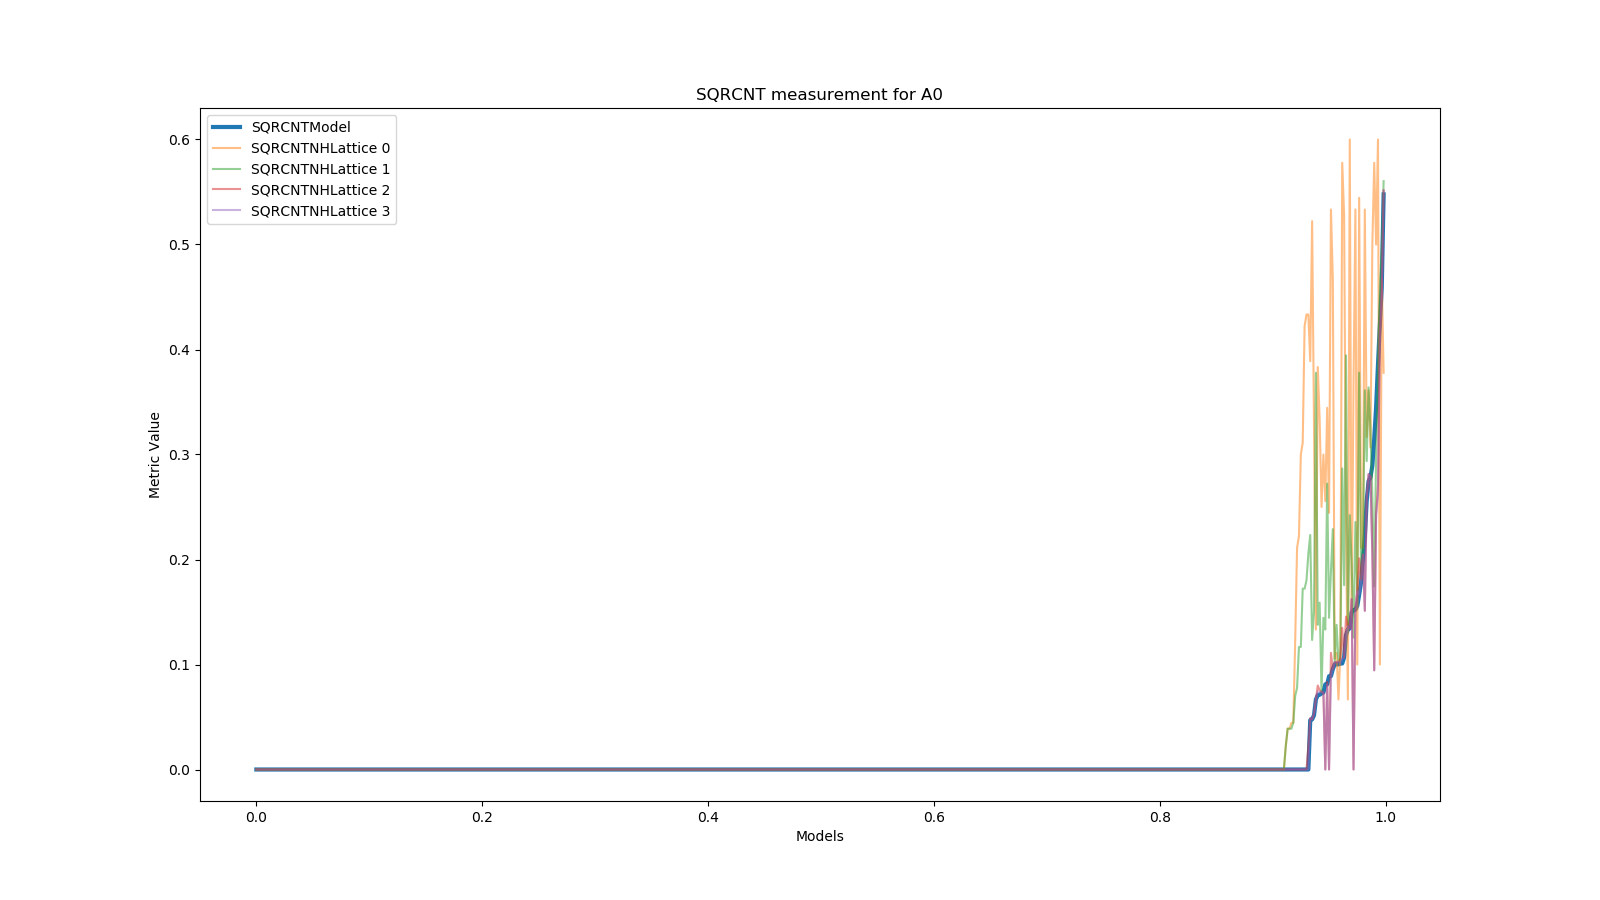 SQRCNT measurement for A0
SQRCNTModel
SQRCNTNHLattice 0
SQRCNTNHLattice 1
SQRCNTNHLattice 2
SQRCNTNHLattice 3
0.6
0.5
0.4
0.3
0.2
0.1
0.0
Metric Value
0.0 0.2 0.4 0.6 0.8 1.0
Models